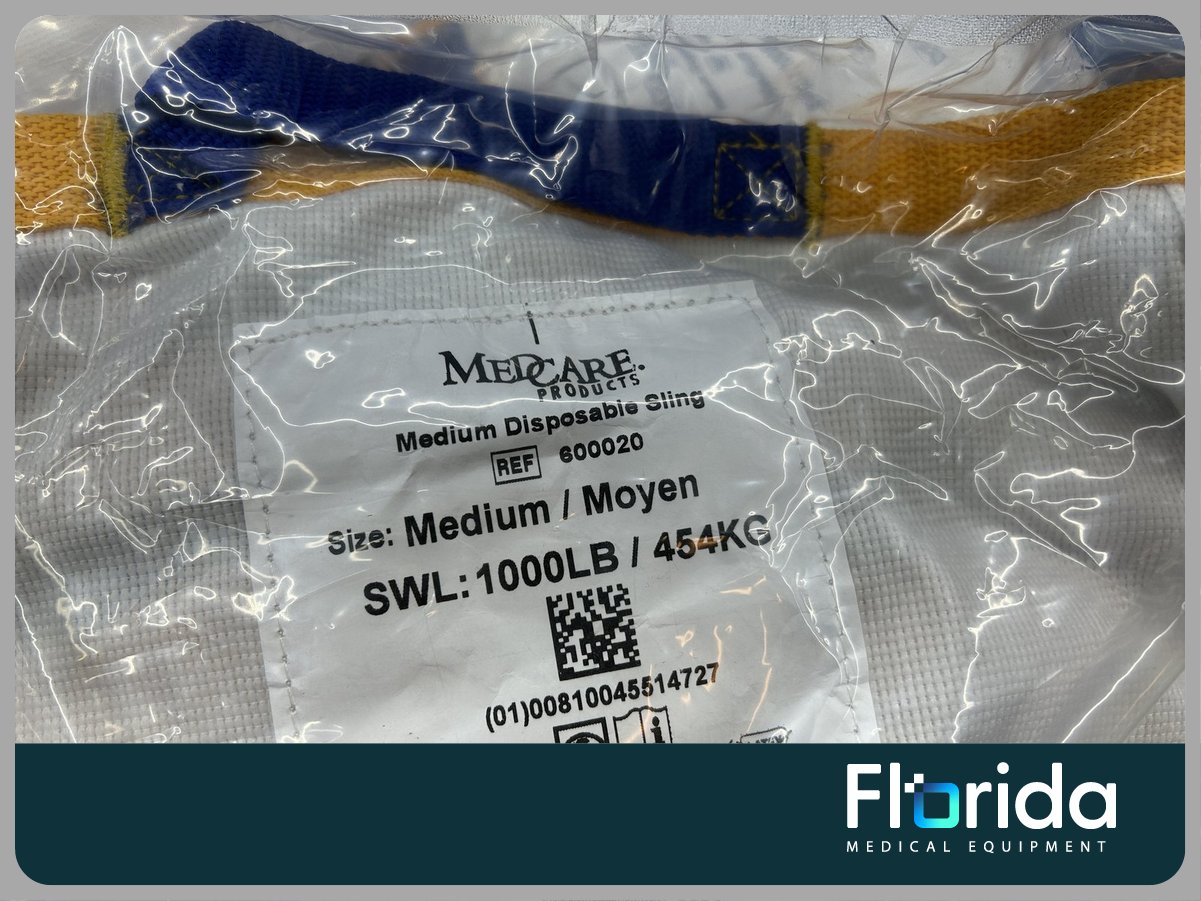 MEDCARE.
PRODUCTS
Medium Disposable Sling
REF 600020
Size: Medium / Moyen
SWL: 1000LB / 454KG
(01)00810045514727
Florida
MEDICAL EQUIPMENT